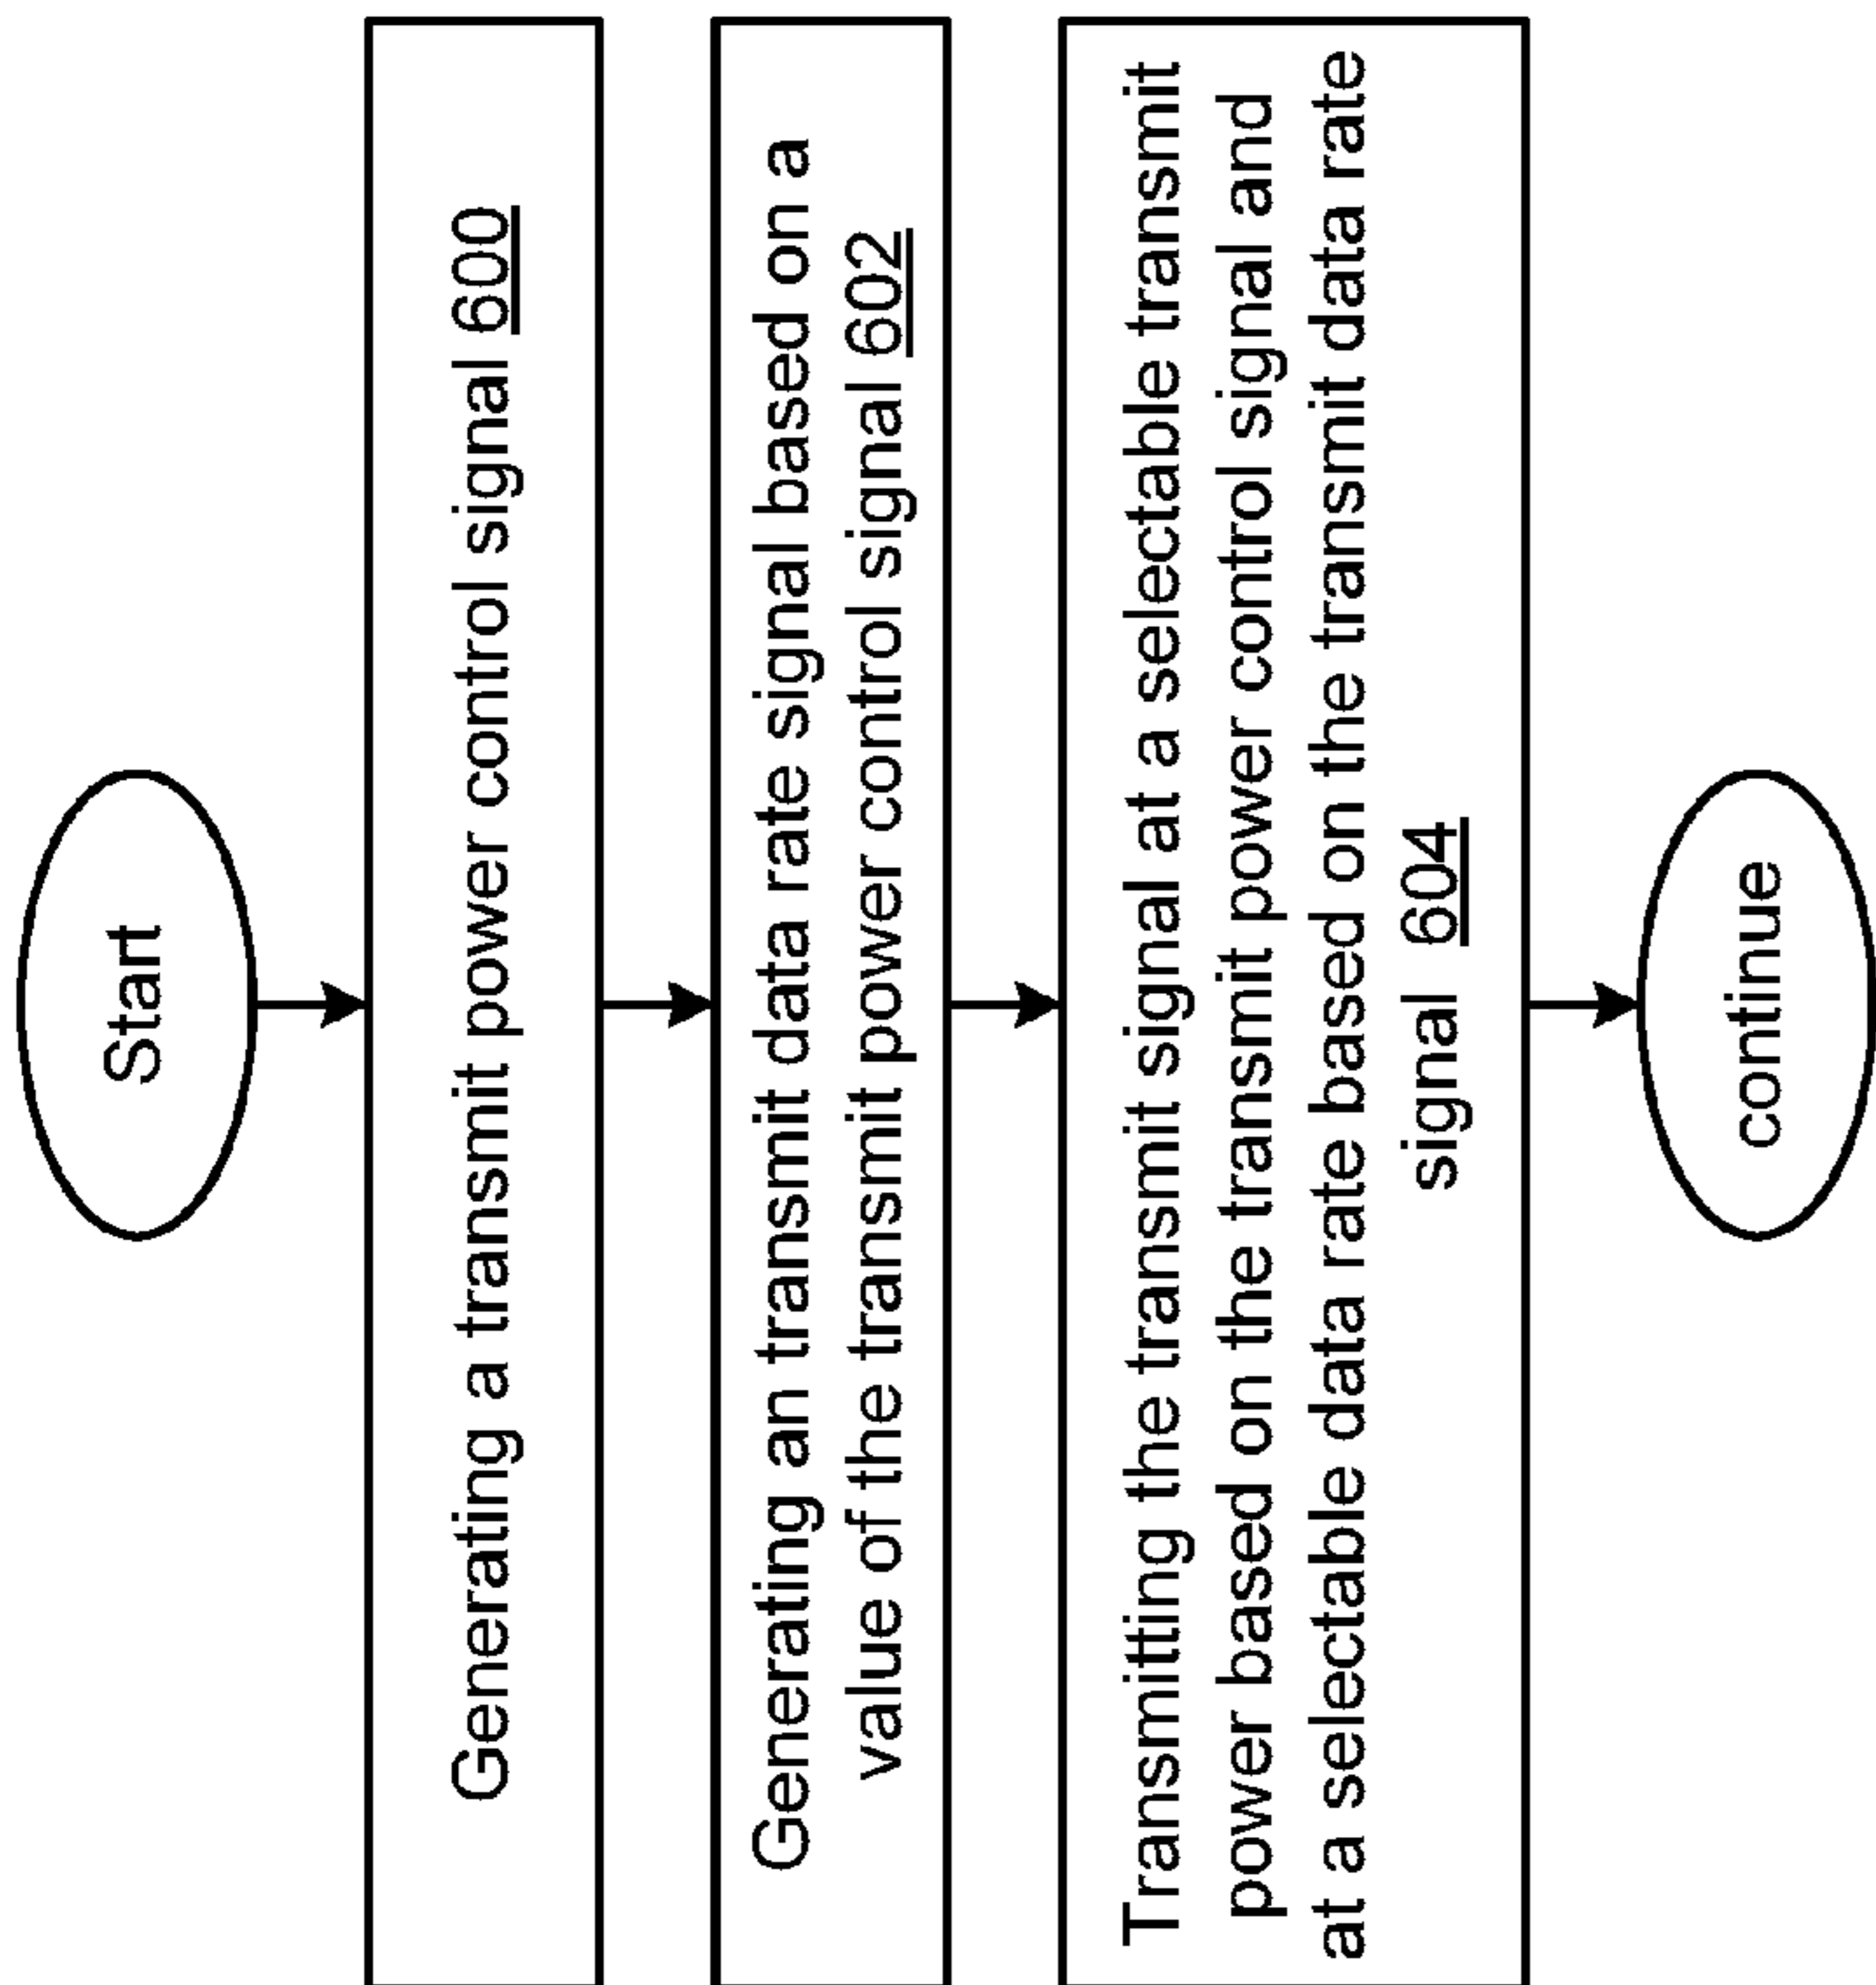 Start
Generating a transmit power control signal 600
Generating an transmit data rate signal based on a
value of the transmit power control signal 602
Transmitting the transmit signal at a selectable transmit
power based on the transmit power control signal and
at a selectable data rate based on the transmit data rate
signal 604
continue